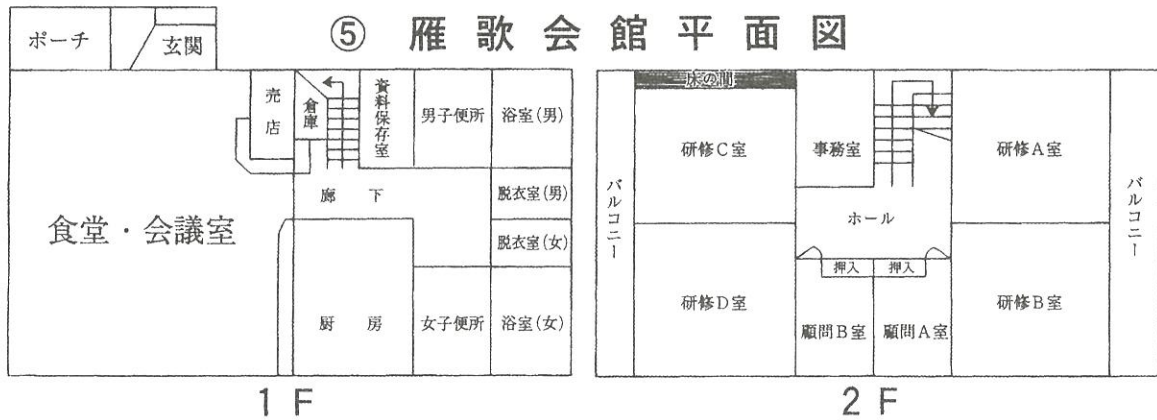 ⑤ 雁歌会館平面図
ポーチ
玄関
売店
倉庫
資料保存室
男子便所
浴室(男)
廊下
脱衣室(男)
食堂・会議室
脱衣室(女)
厨房
女子便所
浴室(女)
1F
床の間
バルコニー
研修C室
事務室
研修A室
バルコニー
ホール
押入
押入
研修D室
顧問B室
顧問A室
研修B室
2F